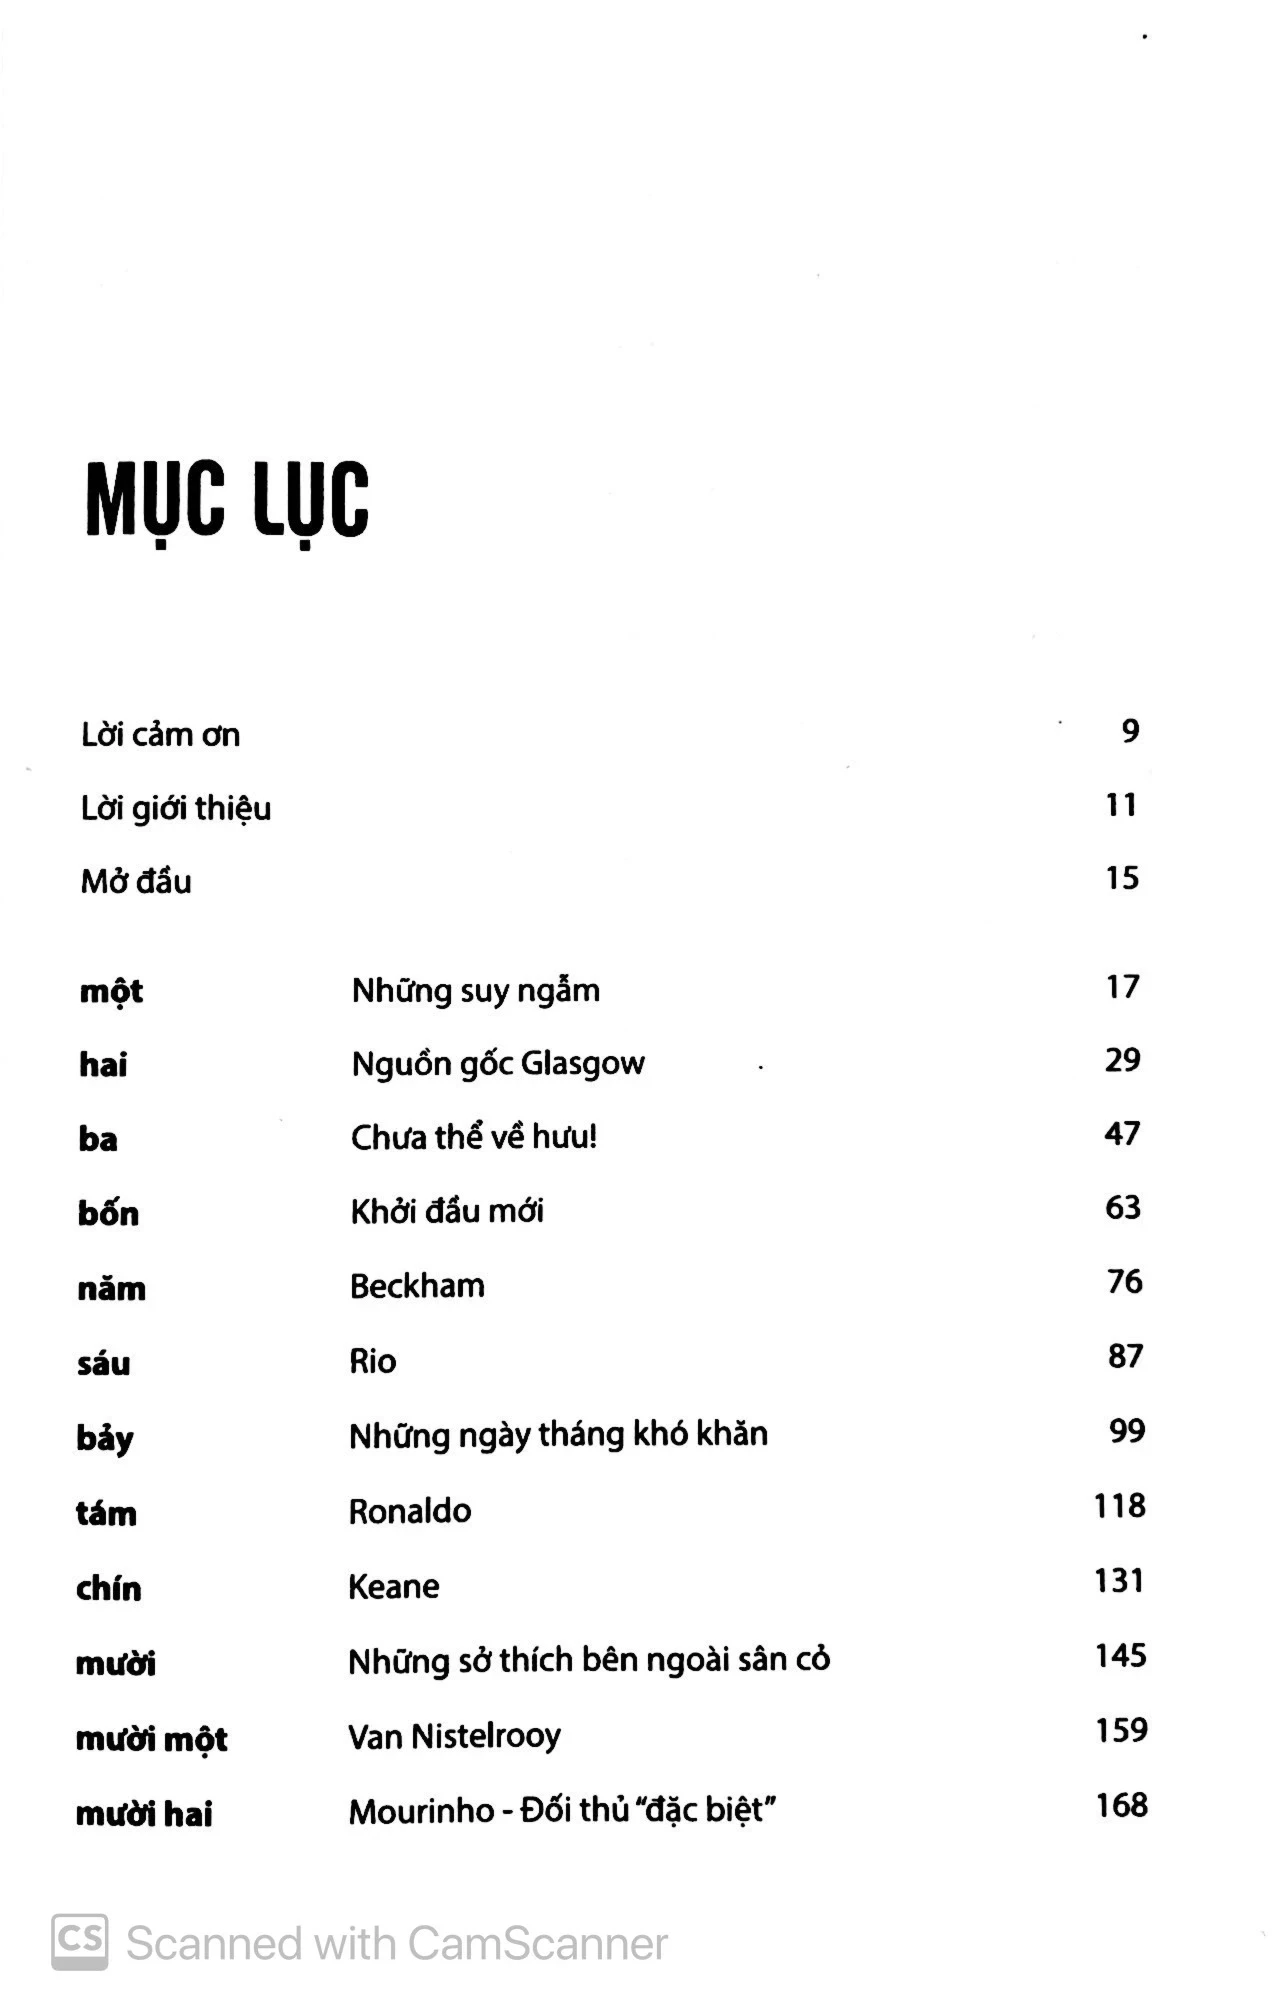 MỤC LỤC
Lời cảm ơn 9
Lời giới thiệu 11
Mở đầu 15
một Những suy ngẫm 17
hai Nguồn gốc Glasgow 29
ba Chưa thể về hưu! 47
bốn Khởi đầu mới 63
năm Beckham 76
sáu Rio 87
bảy Những ngày tháng khó khăn 99
tám Ronaldo 118
chín Keane 131
mười Những sở thích bên ngoài sân cỏ 145
mười một Van Nistelrooy 159
mười hai Mourinho - Đối thủ "đặc biệt" 168
CS Scanned with CamScanner